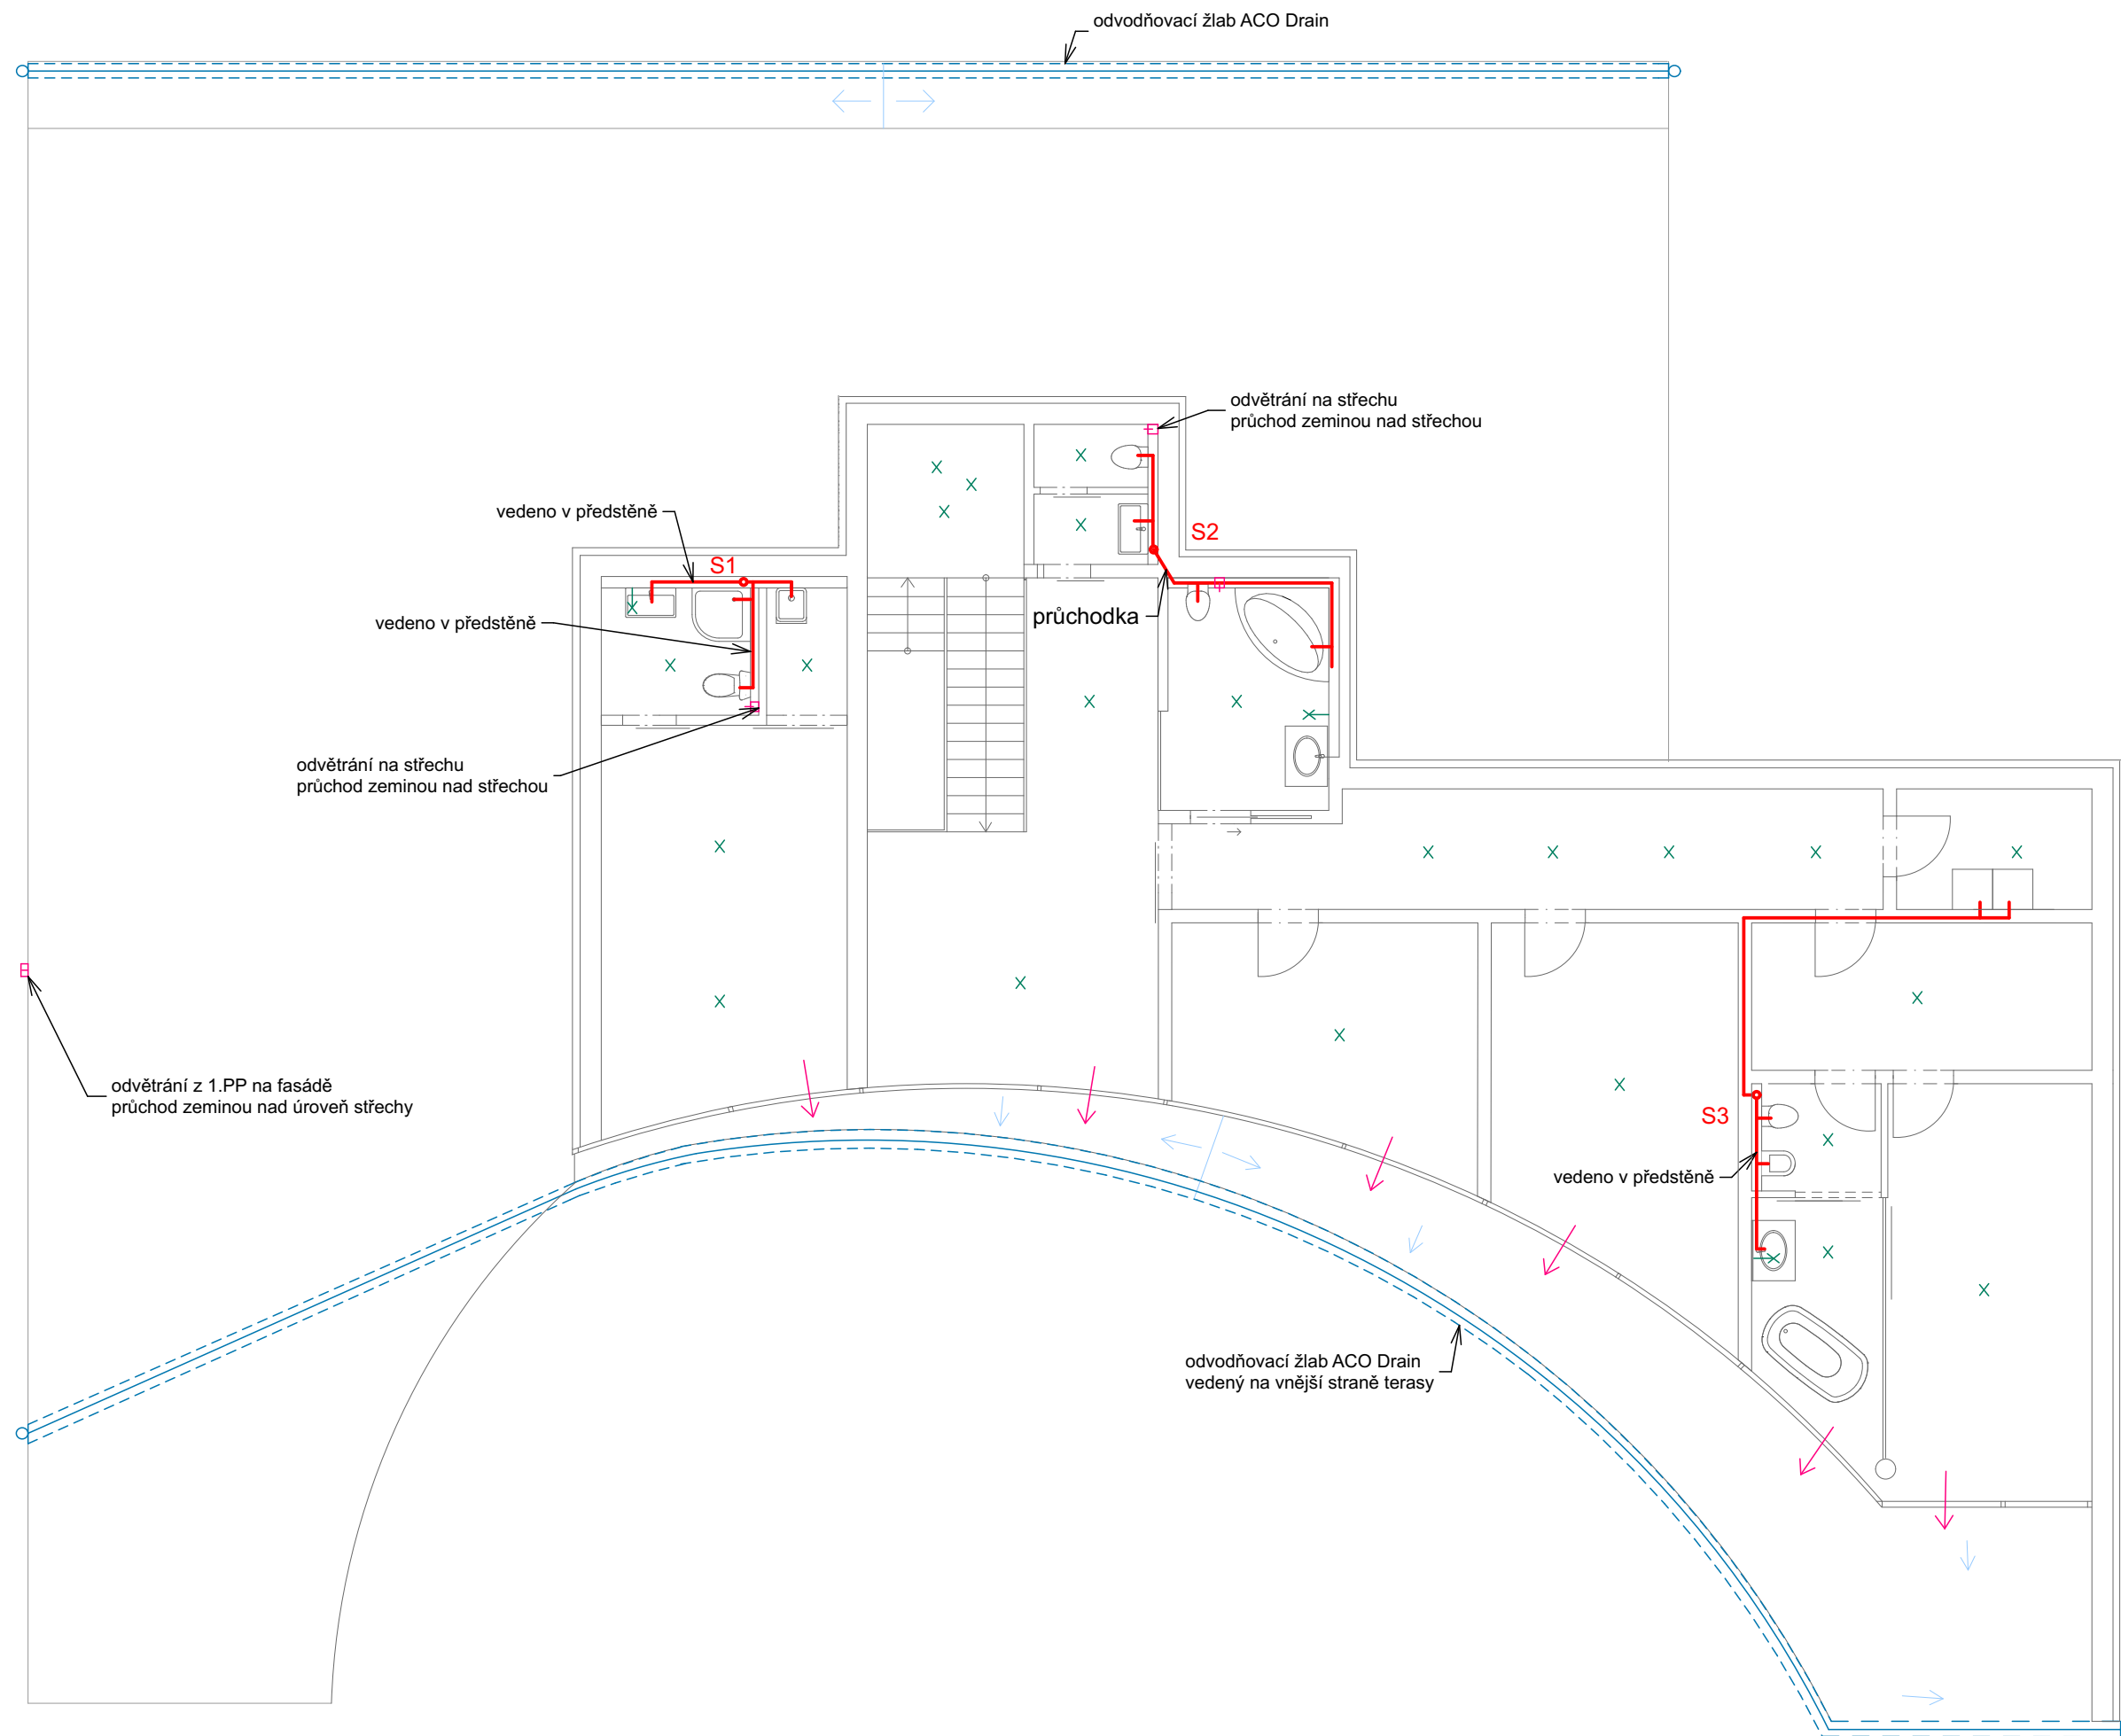 odvodňovací žlab ACO Drain
odvětrání na střechu
průchod zeminou nad střechou
vedeno v předstěně
S2
S1
průchodka
vedeno v předstěně
odvětrání na střechu
průchod zeminou nad střechou
odvětrání z 1.PP na fasádě
průchod zeminou nad úroveň střechy
S3
vedeno v předstěně
odvodňovací žlab ACO Drain
vedený na vnější straně terasy